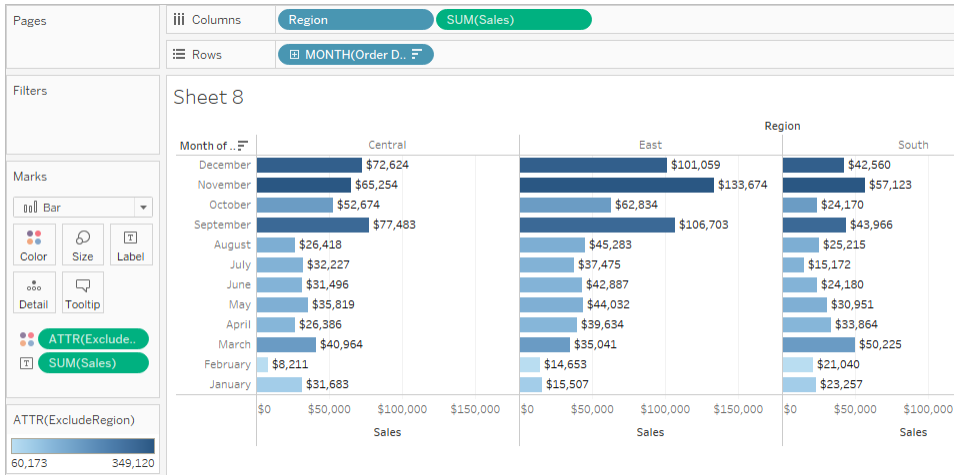 Pages
Columns Region SUM(Sales)
Rows MONTH(Order D..
Filters
Sheet 8
Region
Month of .. Central East South
December $72,624 $101,059 $42,560
November $65,254 $133,674 $57,123
October $52,674 $62,834 $24,170
September $77,483 $106,703 $43,966
August $26,418 $45,283 $25,215
July $32,227 $37,475 $15,172
June $31,496 $42,887 $24,180
May $35,819 $44,032 $30,951
April $26,386 $39,634 $33,864
March $40,964 $35,041 $50,225
February $8,211 $14,653 $21,040
January $31,683 $15,507 $23,257
$0 $50,000 $100,000 $150,000 $0 $50,000 $100,000 $150,000 $0 $50,000 $100,000
Sales Sales Sales
Marks
Bar
Color Size Label
Detail Tooltip
ATTR(Exclude..
SUM(Sales)
ATTR(ExcludeRegion)
60,173 349,120